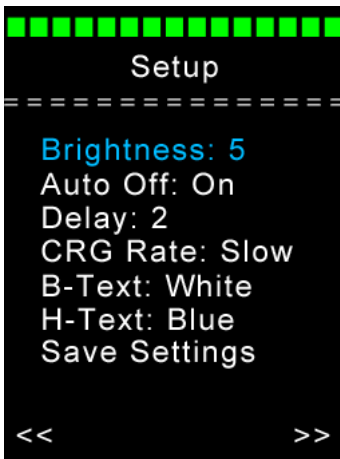 Setup
================
Brightness: 5
Auto Off: On
Delay: 2
CRG Rate: Slow
B-Text: White
H-Text: Blue
Save Settings
<< >>